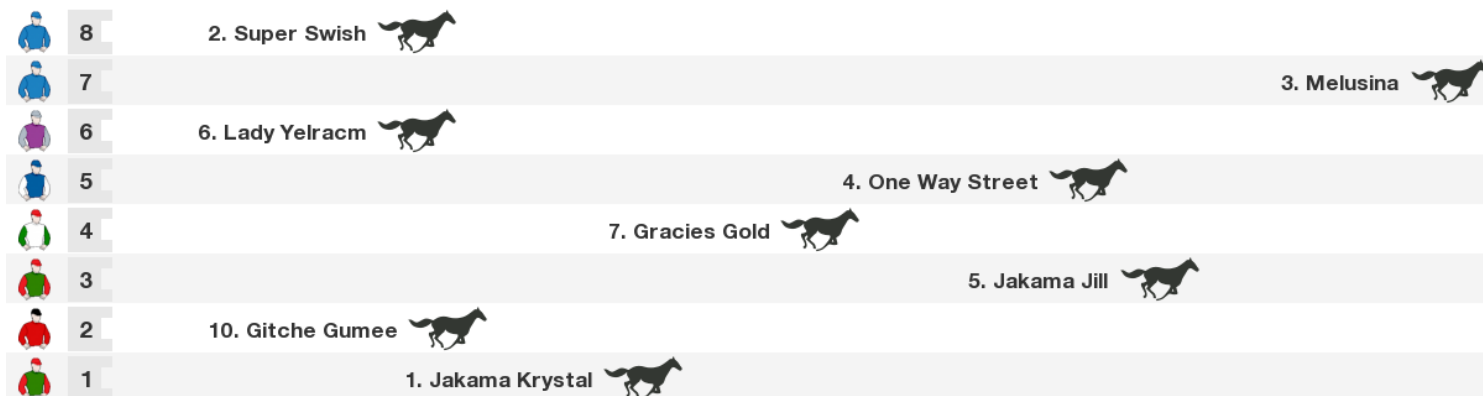 8 2. Super Swish
7 3. Melusina
6 6. Lady Yelracm
5 4. One Way Street
4 7. Gracies Gold
3 5. Jakama Jill
2 10. Gitche Gumee
1 1. Jakama Krystal